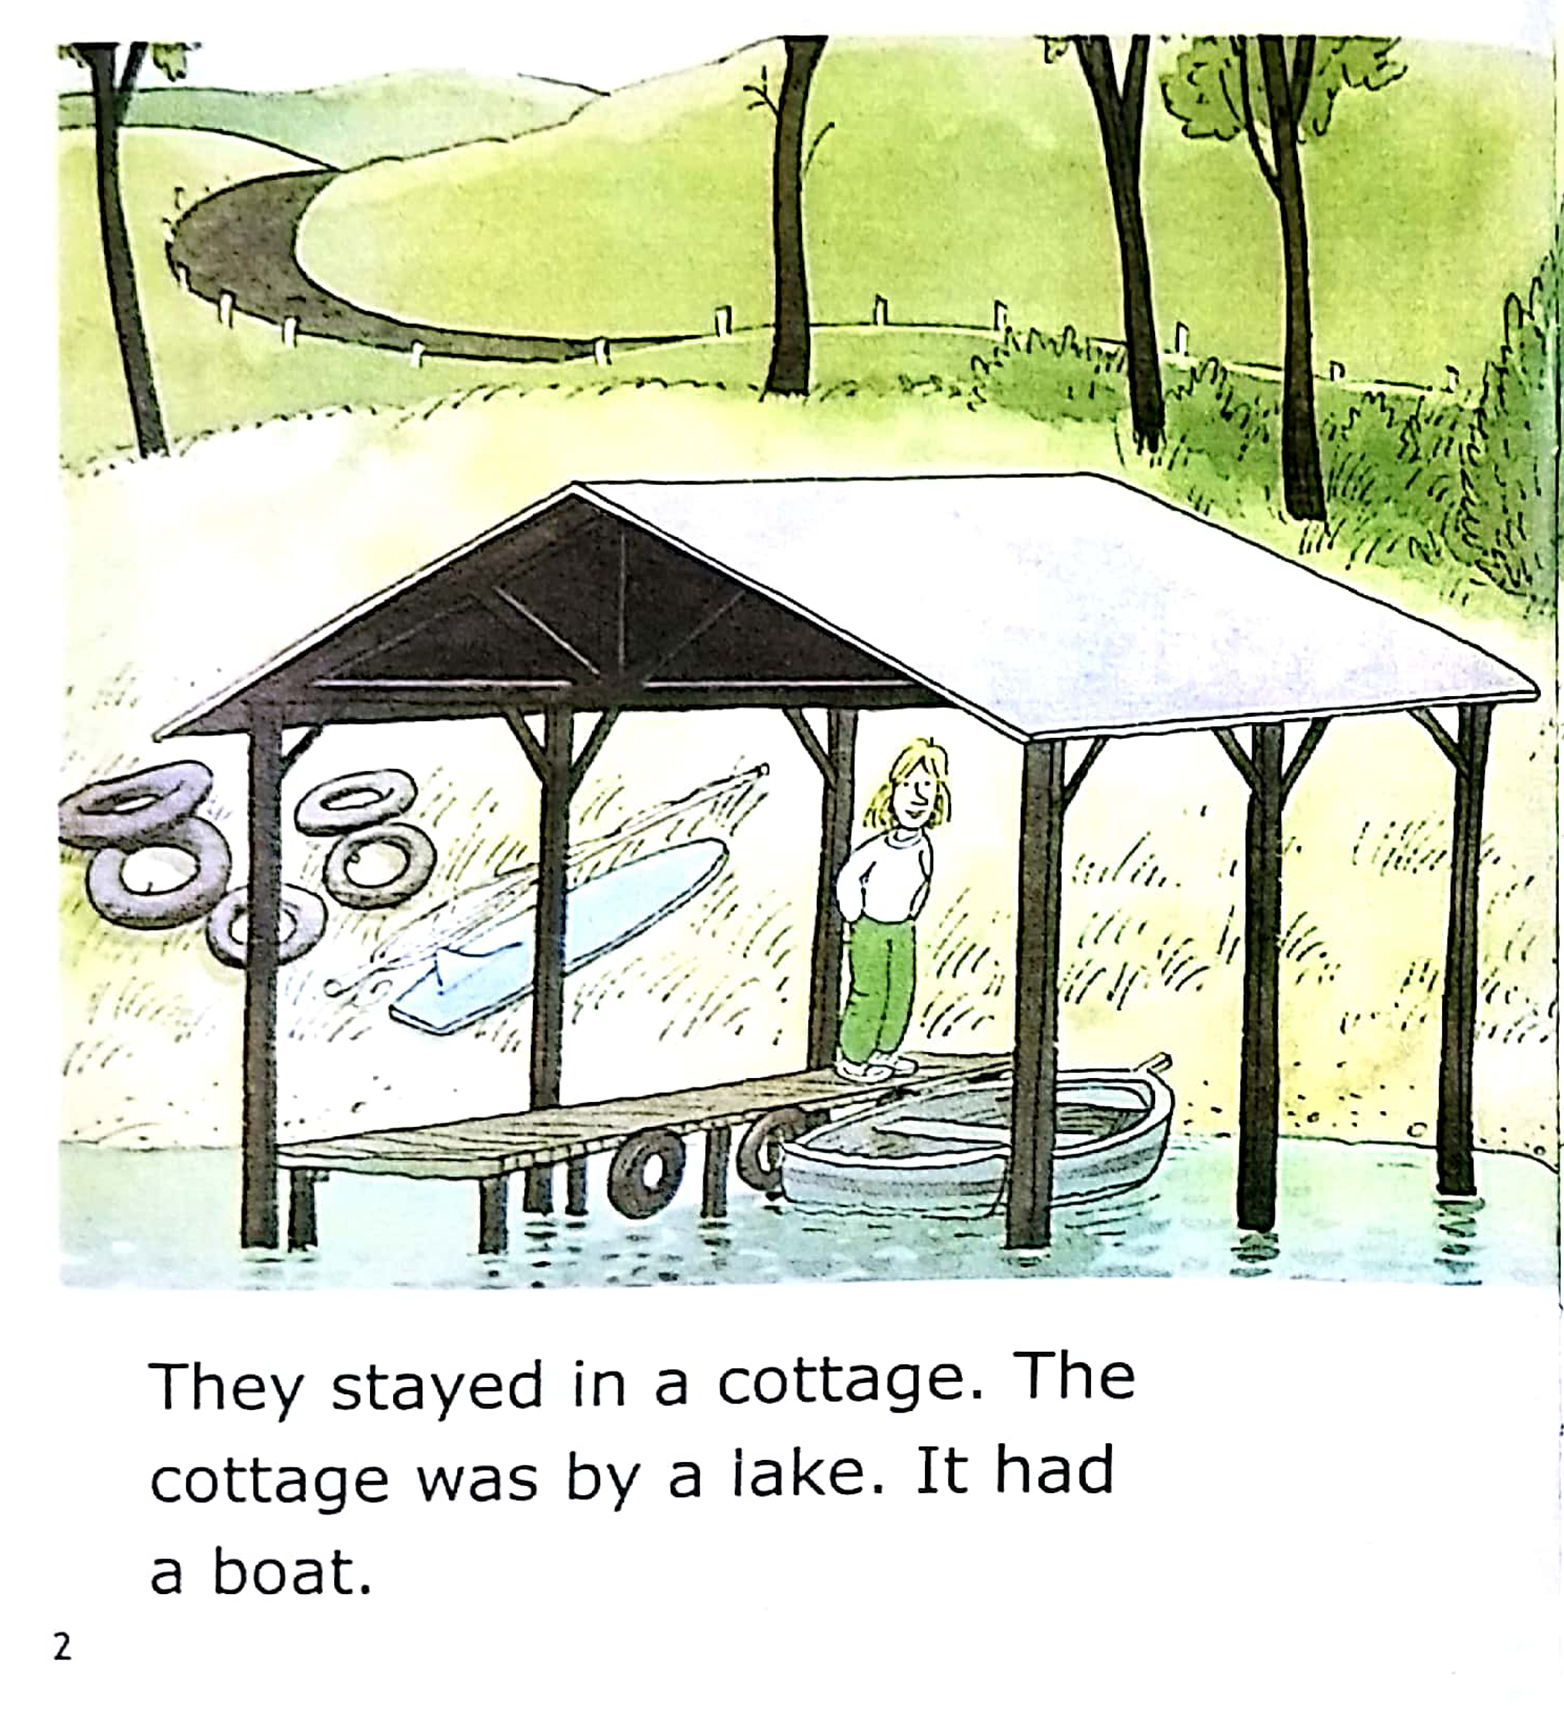 They stayed in a cottage. The
cottage was by a lake. It had
a boat.
2